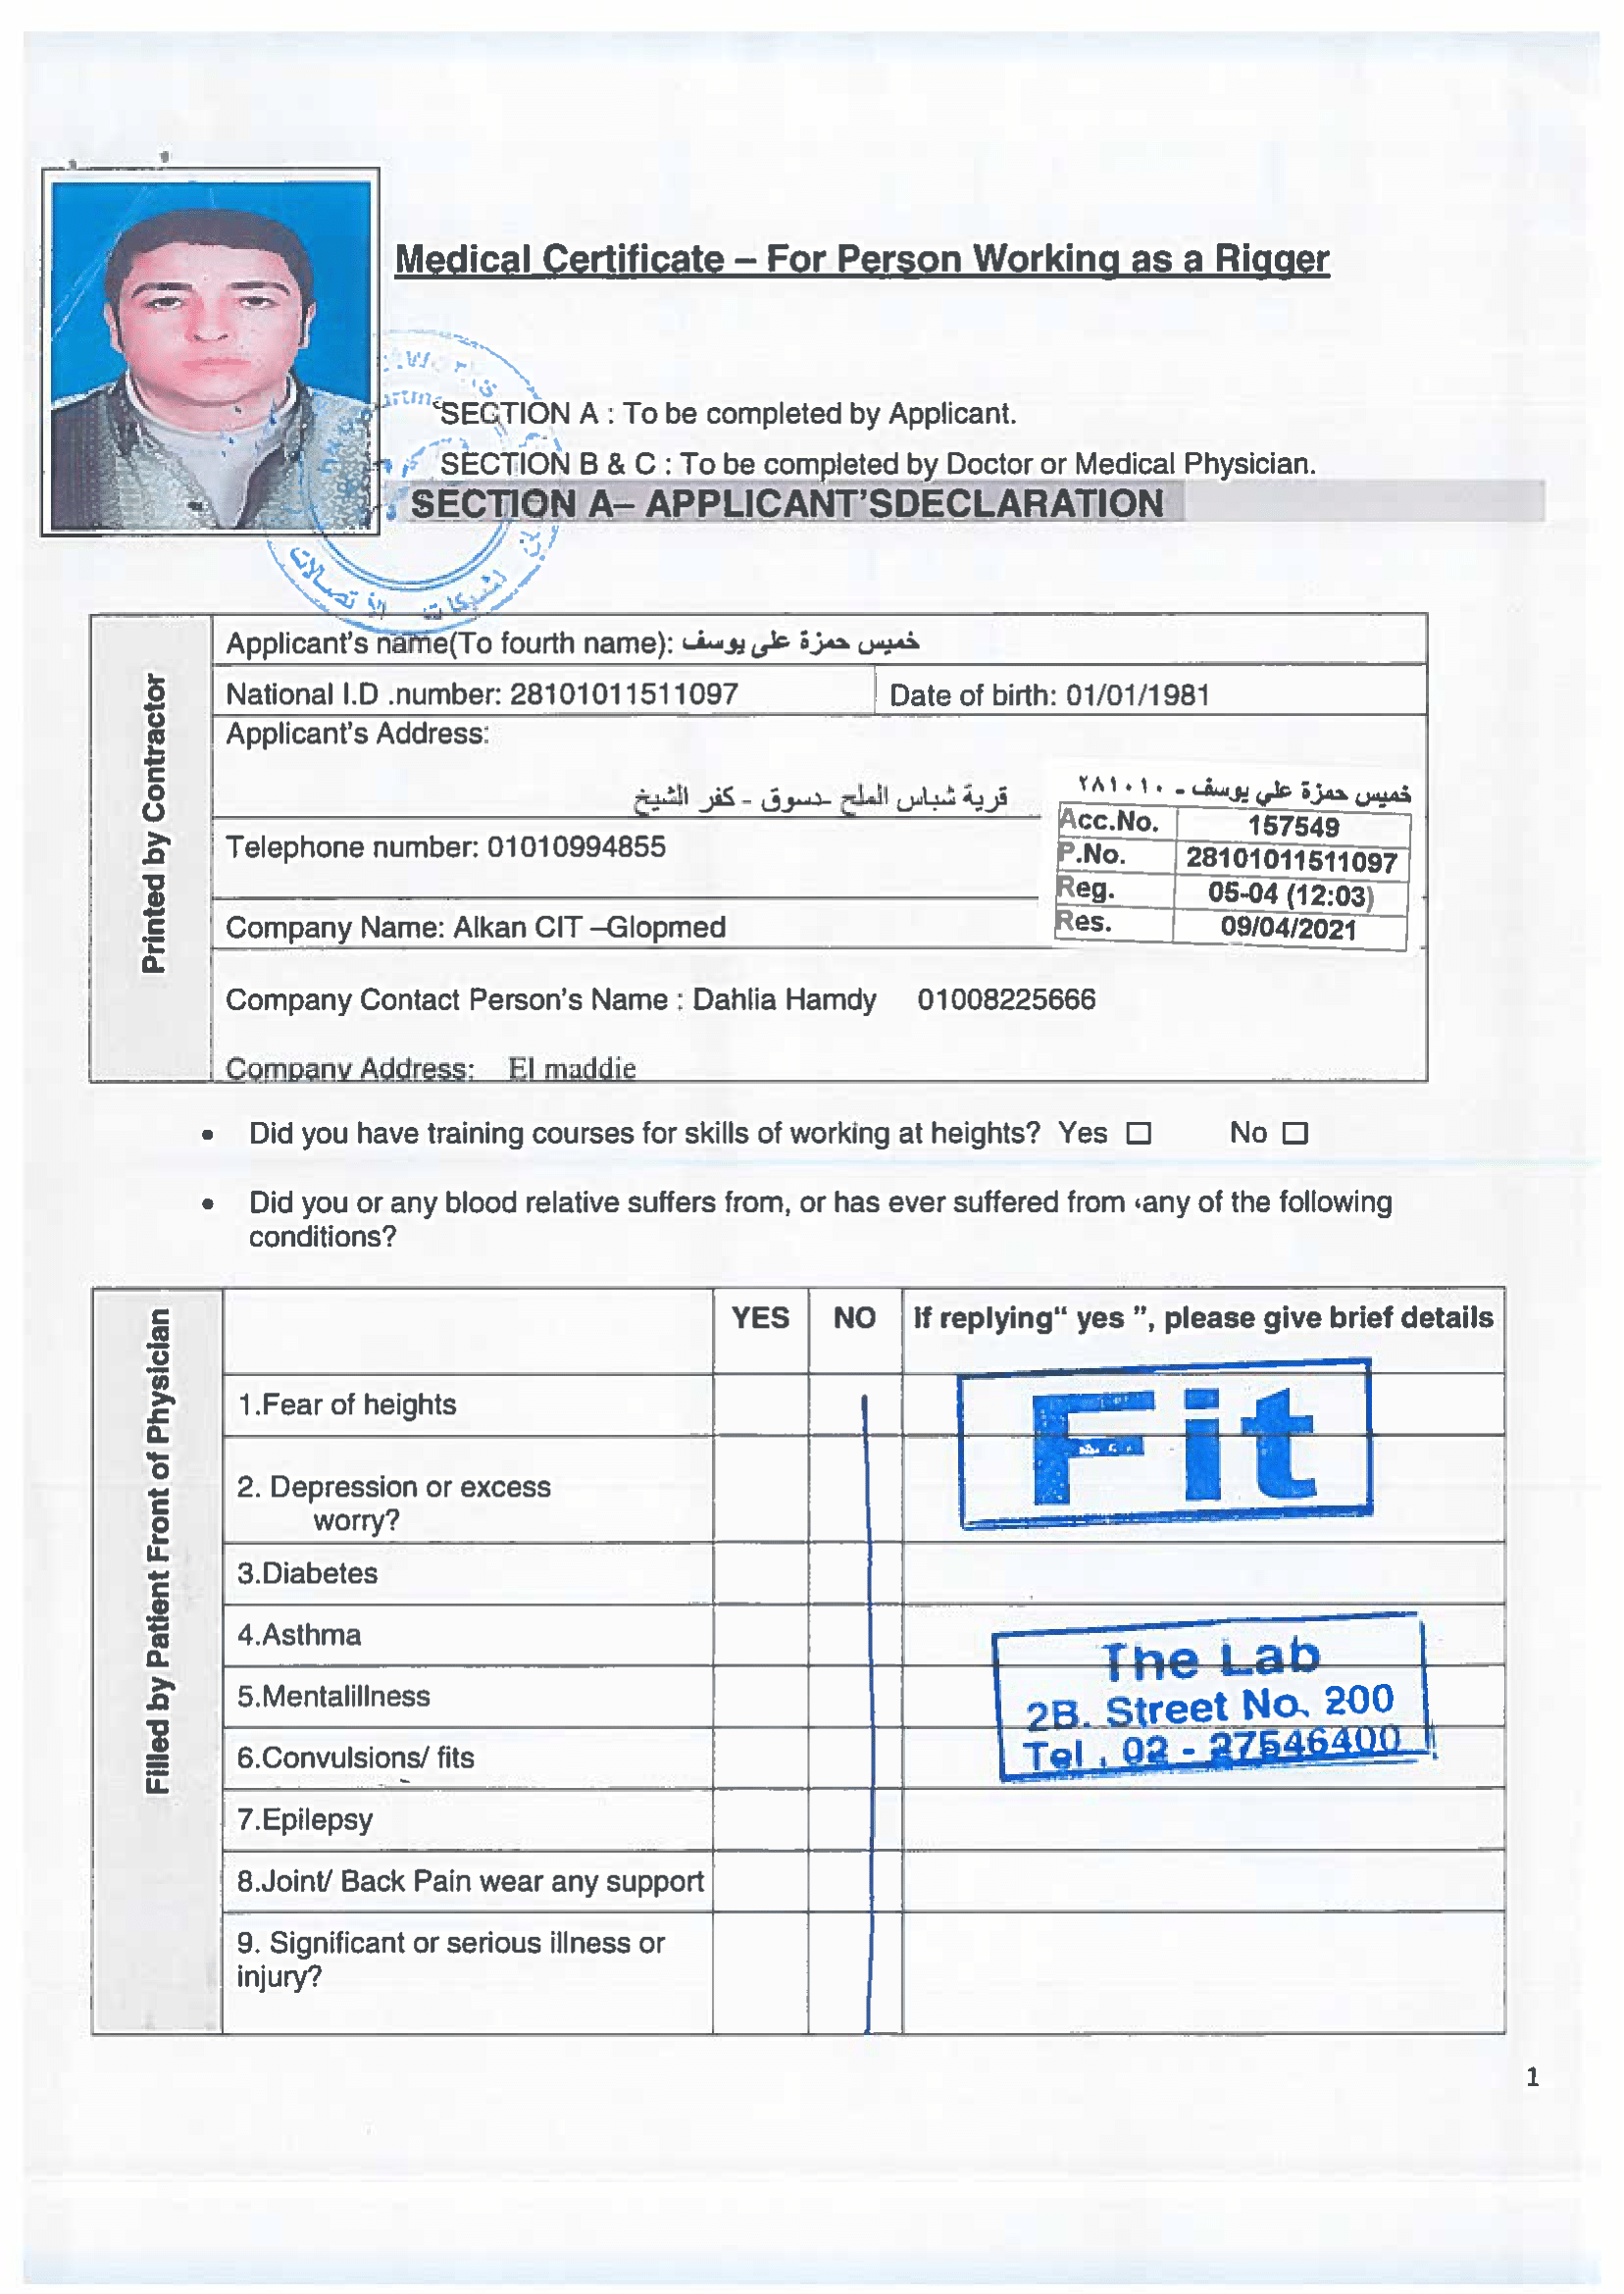 Medical Certificate – For Person Working as a Rigger
SECTION A : To be completed by Applicant.
SECTION B & C : To be completed by Doctor or Medical Physician.
SECTION A– APPLICANT'SDECLARATION
لشبكات الأتصالات
Printed by Contractor
Applicant's name(To fourth name): خميس حمزة على يوسف
National I.D .number: 28101011511097
Date of birth: 01/01/1981
Applicant's Address:
قرية شباس الملح -دسوق - كفر الشيخ
خميس حمزة علي يوسف - ٢٨١٠١٠
Acc.No. 157549
P.No. 28101011511097
Reg. 05-04 (12:03)
Res. 09/04/2021
Telephone number: 01010994855
Company Name: Alkan CIT –Glopmed
Company Contact Person's Name : Dahlia Hamdy 01008225666
Company Address: El maddie
• Did you have training courses for skills of working at heights? Yes ☐ No ☐
• Did you or any blood relative suffers from, or has ever suffered from ،any of the following
conditions?
Filled by Patient Front of Physician
YES NO If replying“ yes ”, please give brief details
1.Fear of heights
Fit
2. Depression or excess
worry?
3.Diabetes
4.Asthma
The Lab
5.Mentalillness
2B. Street No. 200
6.Convulsions/ fits
Tel . 02 - 27546400
7.Epilepsy
8.Joint/ Back Pain wear any support
9. Significant or serious illness or
injury?
1